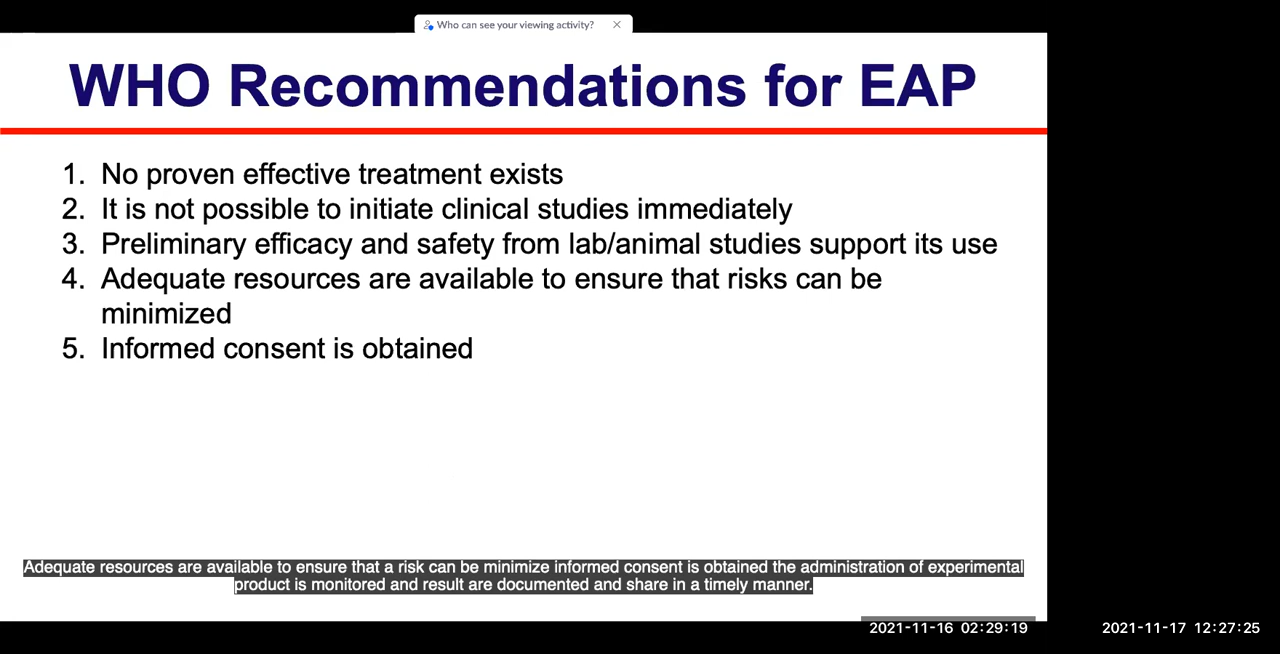 Who can see your viewing activity?
WHO Recommendations for EAP
1. No proven effective treatment exists
2. It is not possible to initiate clinical studies immediately
3. Preliminary efficacy and safety from lab/animal studies support its use
4. Adequate resources are available to ensure that risks can be
minimized
5. Informed consent is obtained
Adequate resources are available to ensure that a risk can be minimize informed consent is obtained the administration of experimental
product is monitored and result are documented and share in a timely manner.
2021-11-16 02:29:19
2021-11-17 12:27:25